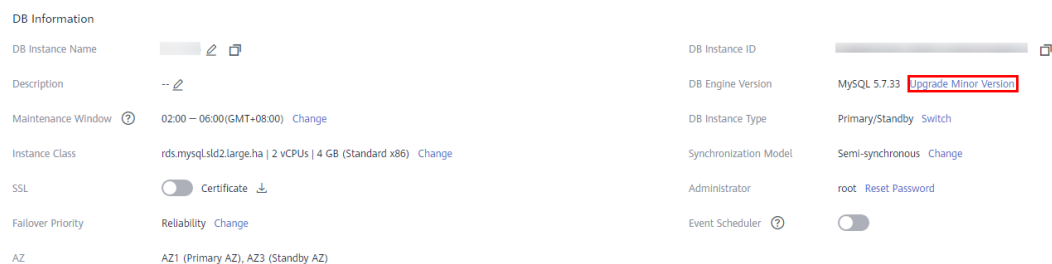 DB Information
DB Instance Name
DB Instance ID
Description -- DB Engine Version MySQL 5.7.33 Upgrade Minor Version
Maintenance Window ? 02:00 — 06:00(GMT+08:00) Change DB Instance Type Primary/Standby Switch
Instance Class rds.mysql.sld2.large.ha | 2 vCPUs | 4 GB (Standard x86) Change Synchronization Model Semi-synchronous Change
SSL Certificate Administrator root Reset Password
Failover Priority Reliability Change Event Scheduler ?
AZ AZ1 (Primary AZ), AZ3 (Standby AZ)